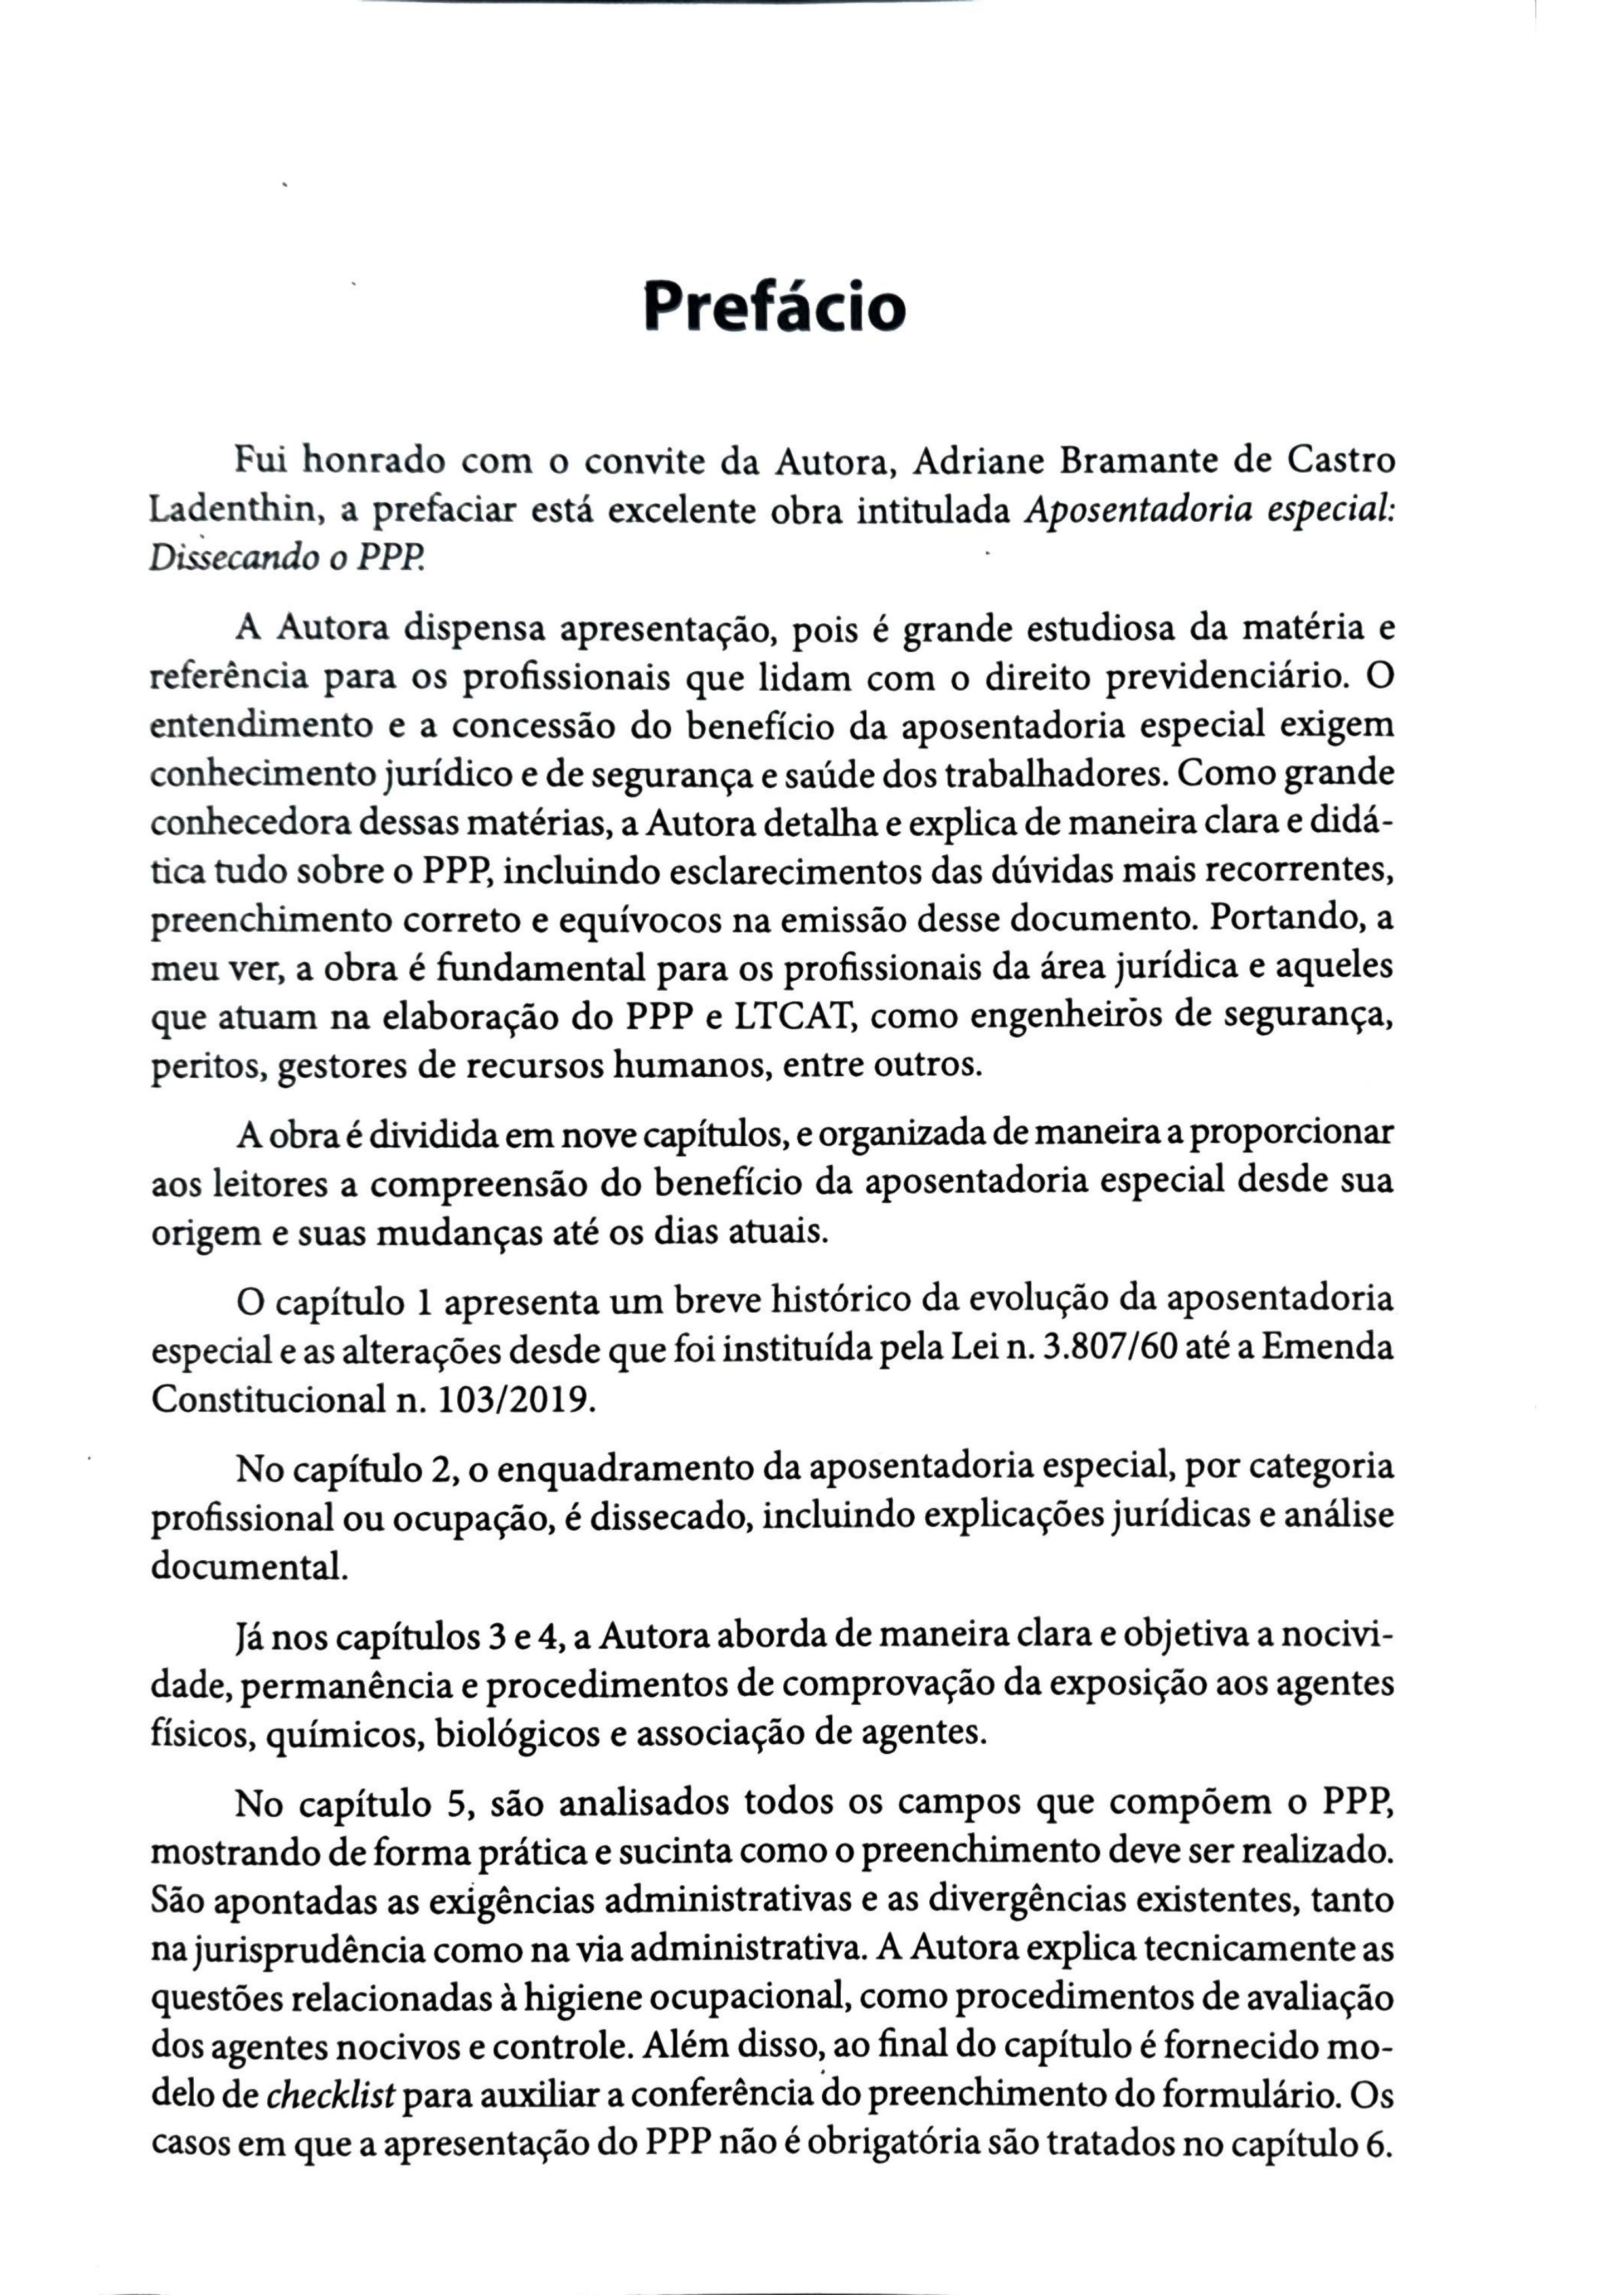 Prefácio
Fui honrado com o convite da Autora, Adriane Bramante de Castro
Ladenthin, a prefaciar está excelente obra intitulada Aposentadoria especial:
Dissecando o PPP.
A Autora dispensa apresentação, pois é grande estudiosa da matéria e
referência para os profissionais que lidam com o direito previdenciário. O
entendimento e a concessão do benefício da aposentadoria especial exigem
conhecimento jurídico e de segurança e saúde dos trabalhadores. Como grande
conhecedora dessas matérias, a Autora detalha e explica de maneira clara e didá-
tica tudo sobre o PPP, incluindo esclarecimentos das dúvidas mais recorrentes,
preenchimento correto e equívocos na emissão desse documento. Portando, a
meu ver, a obra é fundamental para os profissionais da área jurídica e aqueles
que atuam na elaboração do PPP e LTCAT, como engenheiros de segurança,
peritos, gestores de recursos humanos, entre outros.
A obra é dividida em nove capítulos, e organizada de maneira a proporcionar
aos leitores a compreensão do benefício da aposentadoria especial desde sua
origem e suas mudanças até os dias atuais.
O capítulo 1 apresenta um breve histórico da evolução da aposentadoria
especial e as alterações desde que foi instituída pela Lei n. 3.807/60 até a Emenda
Constitucional n. 103/2019.
No capítulo 2, o enquadramento da aposentadoria especial, por categoria
profissional ou ocupação, é dissecado, incluindo explicações jurídicas e análise
documental.
Já nos capítulos 3 e 4, a Autora aborda de maneira clara e objetiva a nocivi-
dade, permanência e procedimentos de comprovação da exposição aos agentes
físicos, químicos, biológicos e associação de agentes.
No capítulo 5, são analisados todos os campos que compõem o PPP,
mostrando de forma prática e sucinta como o preenchimento deve ser realizado.
São apontadas as exigências administrativas e as divergências existentes, tanto
na jurisprudência como na via administrativa. A Autora explica tecnicamente as
questões relacionadas à higiene ocupacional, como procedimentos de avaliação
dos agentes nocivos e controle. Além disso, ao final do capítulo é fornecido mo-
delo de checklist para auxiliar a conferência do preenchimento do formulário. Os
casos em que a apresentação do PPP não é obrigatória são tratados no capítulo 6.